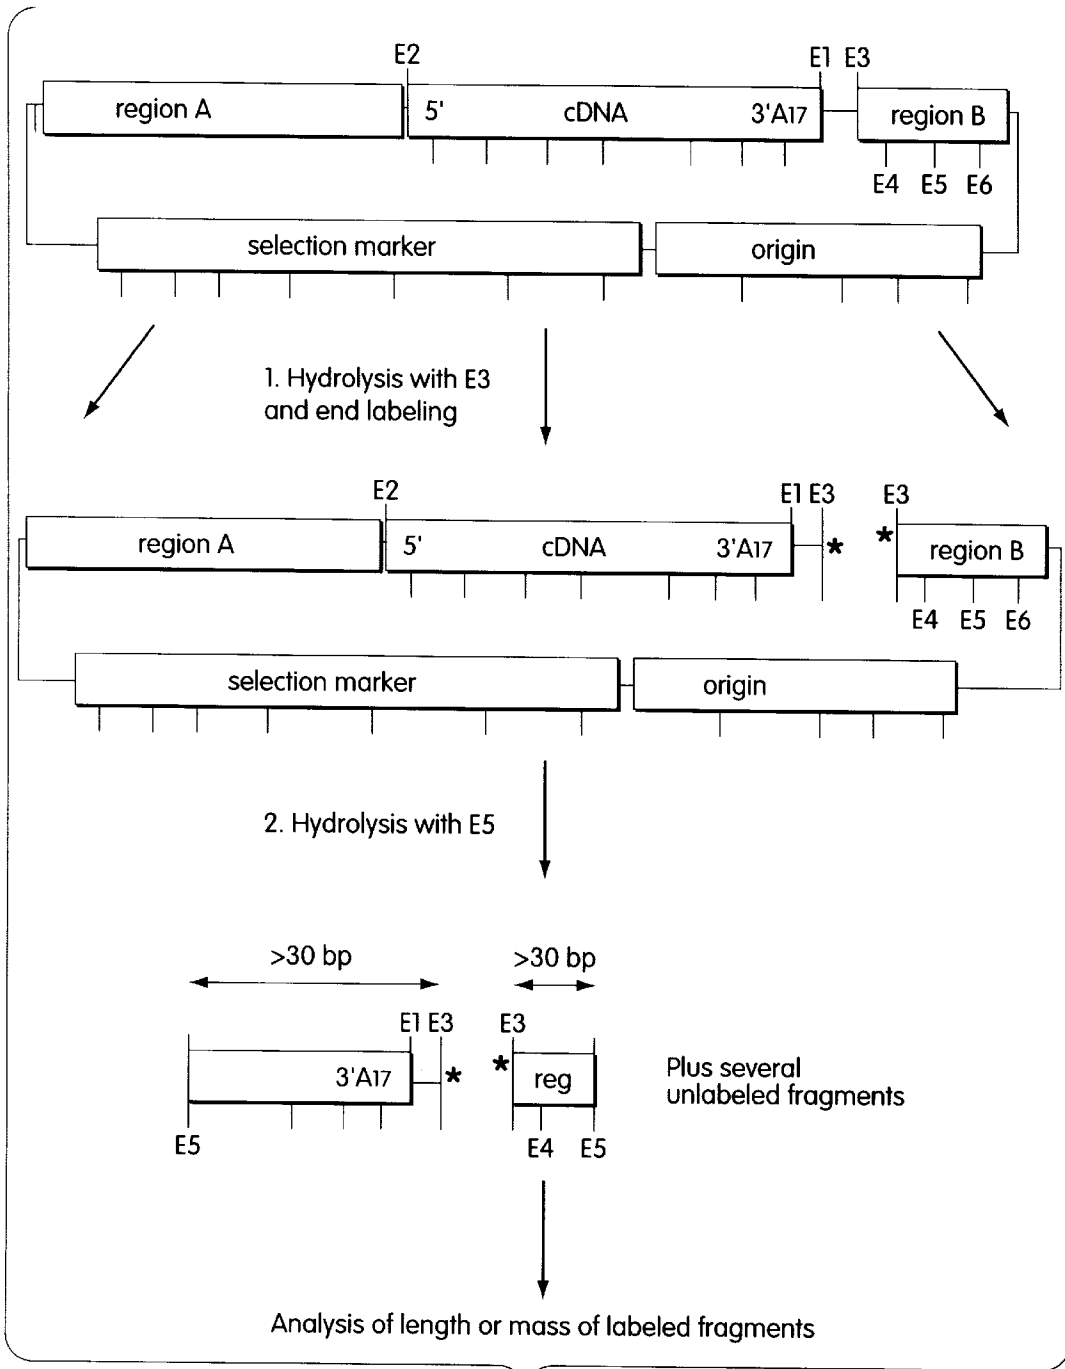 E2 E1 E3
region A 5' cDNA 3'A17 region B
E4 E5 E6
selection marker origin
1. Hydrolysis with E3
and end labeling
E2 E1 E3 E3
region A 5' cDNA 3'A17 * * region B
E4 E5 E6
selection marker origin
2. Hydrolysis with E5
>30 bp >30 bp
E1 E3 E3
3'A17 * * reg
E5 E4 E5
Plus several
unlabeled fragments
Analysis of length or mass of labeled fragments